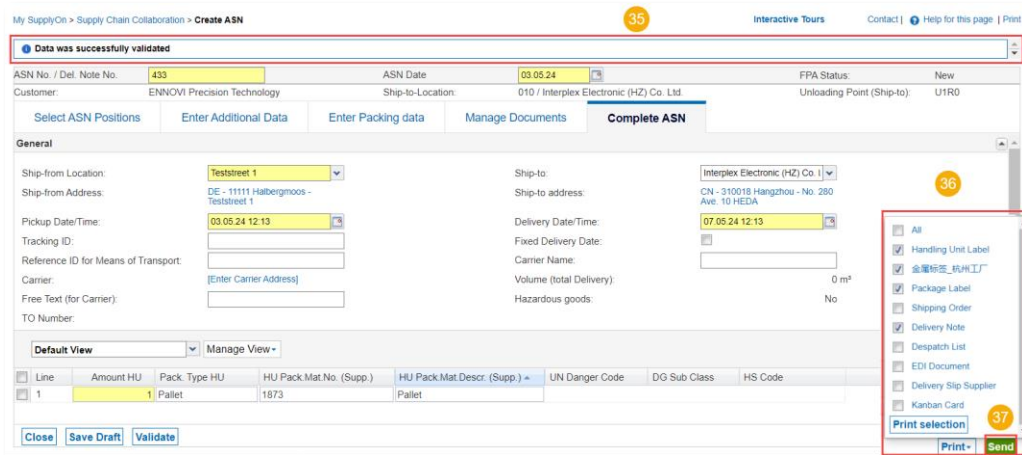 My SupplyOn > Supply Chain Collaboration > Create ASN
35
Interactive Tours
Contact | Help for this page | Print
Data was successfully validated
ASN No. / Del. Note No. 433 ASN Date 03.05.24 FPA Status: New
Customer: ENNOVI Precision Technology Ship-to-Location: 010 / Interplex Electronic (HZ) Co. Ltd. Unloading Point (Ship-to): U1R0
Select ASN Positions Enter Additional Data Enter Packing data Manage Documents Complete ASN
General
Ship-from Location: Teststreet 1 Ship-to: Interplex Electronic (HZ) Co. l
Ship-from Address: DE - 11111 Halbergmoos - Ship-to address: CN - 310018 Hangzhou - No. 280
Teststreet 1 Ave. 10 HEDA
36
Pickup Date/Time: 03.05.24 12:13 Delivery Date/Time: 07.05.24 12:13
Tracking ID: Fixed Delivery Date:
Reference ID for Means of Transport: Carrier Name:
Carrier: [Enter Carrier Address] Volume (total Delivery): 0 m³
Free Text (for Carrier): Hazardous goods: No
TO Number:
All
Handling Unit Label
金属标签_杭州工厂
Package Label
Shipping Order
Delivery Note
Despatch List
EDI Document
Delivery Slip Supplier
Kanban Card
Print selection
37
Default View Manage View
Line Amount HU Pack. Type HU HU Pack.Mat.No. (Supp.) HU Pack.Mat.Descr. (Supp.) UN Danger Code DG Sub Class HS Code
1 1 Pallet 1873 Pallet
Close Save Draft Validate Print Send